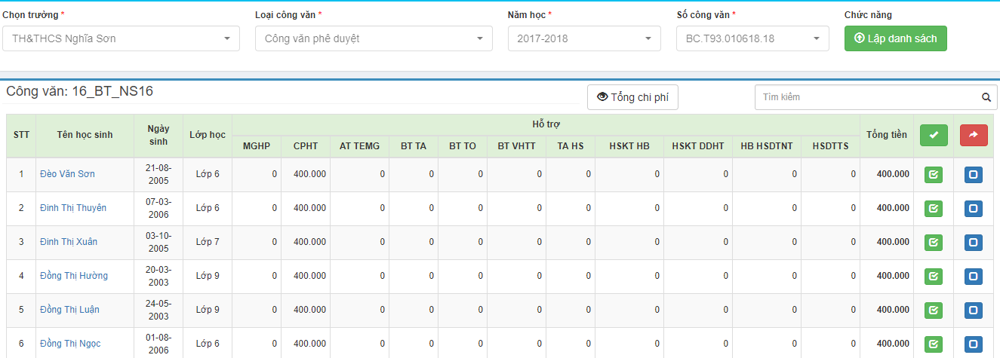 Chọn trường * Loại công văn * Năm học * Số công văn * Chức năng
TH&THCS Nghĩa Sơn Công văn phê duyệt 2017-2018 BC.T93.010618.18 Lập danh sách
Công văn: 16_BT_NS16 Tổng chi phí Tìm kiếm
STT Tên học sinh Ngày sinh Lớp học Hỗ trợ Tổng tiền
MGHP CPHT AT TEMG BT TA BT TO BT VHTT TA HS HSKT HB HSKT DDHT HB HSDTNT HSDTTS
1 Đèo Văn Sơn 21-08-2005 Lớp 6 0 400.000 0 0 0 0 0 0 0 0 0 400.000
2 Đinh Thị Thuyên 07-03-2006 Lớp 6 0 400.000 0 0 0 0 0 0 0 0 0 400.000
3 Đinh Thị Xuân 03-10-2005 Lớp 7 0 400.000 0 0 0 0 0 0 0 0 0 400.000
4 Đồng Thị Hường 20-03-2003 Lớp 9 0 400.000 0 0 0 0 0 0 0 0 0 400.000
5 Đồng Thị Luận 24-05-2003 Lớp 9 0 400.000 0 0 0 0 0 0 0 0 0 400.000
6 Đồng Thị Ngọc 01-08-2006 Lớp 6 0 400.000 0 0 0 0 0 0 0 0 0 400.000